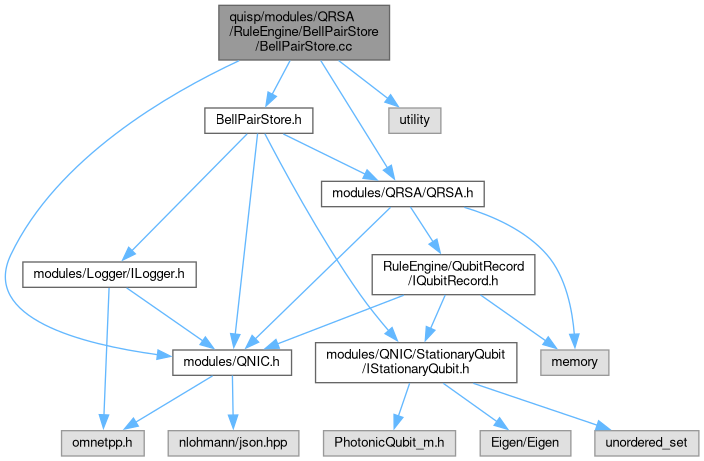 quisp/modules/QRSA
/RuleEngine/BellPairStore
/BellPairStore.cc
BellPairStore.h
utility
modules/QRSA/QRSA.h
modules/Logger/ILogger.h
RuleEngine/QubitRecord
/IQubitRecord.h
modules/QNIC.h
modules/QNIC/StationaryQubit
/IStationaryQubit.h
memory
omnetpp.h
nlohmann/json.hpp
PhotonicQubit_m.h
Eigen/Eigen
unordered_set